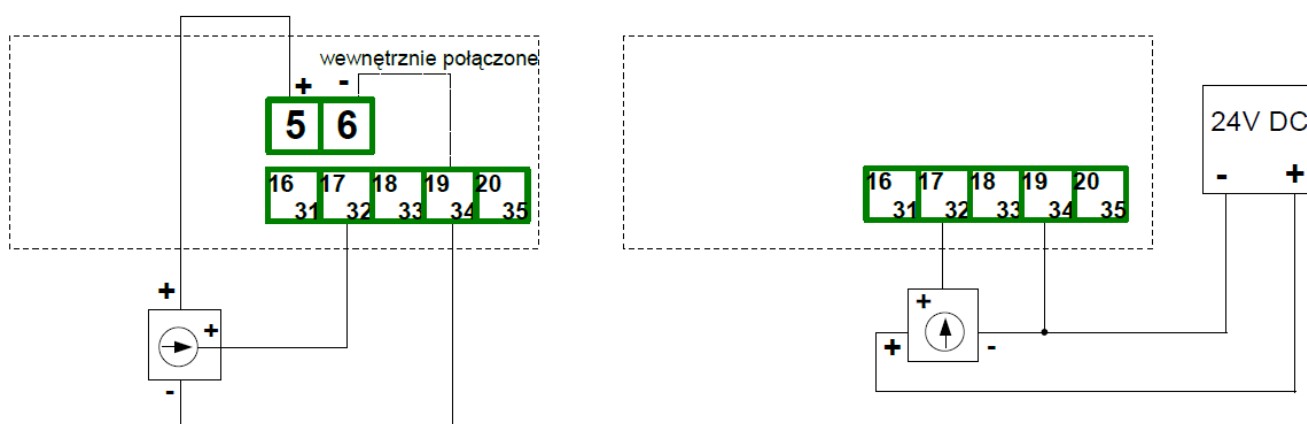 wewnętrznie połączone
+ -
5 6
16 17 18 19 20
31 32 33 34 35
+
+
-
24V DC
- +
16 17 18 19 20
31 32 33 34 35
+
+ -